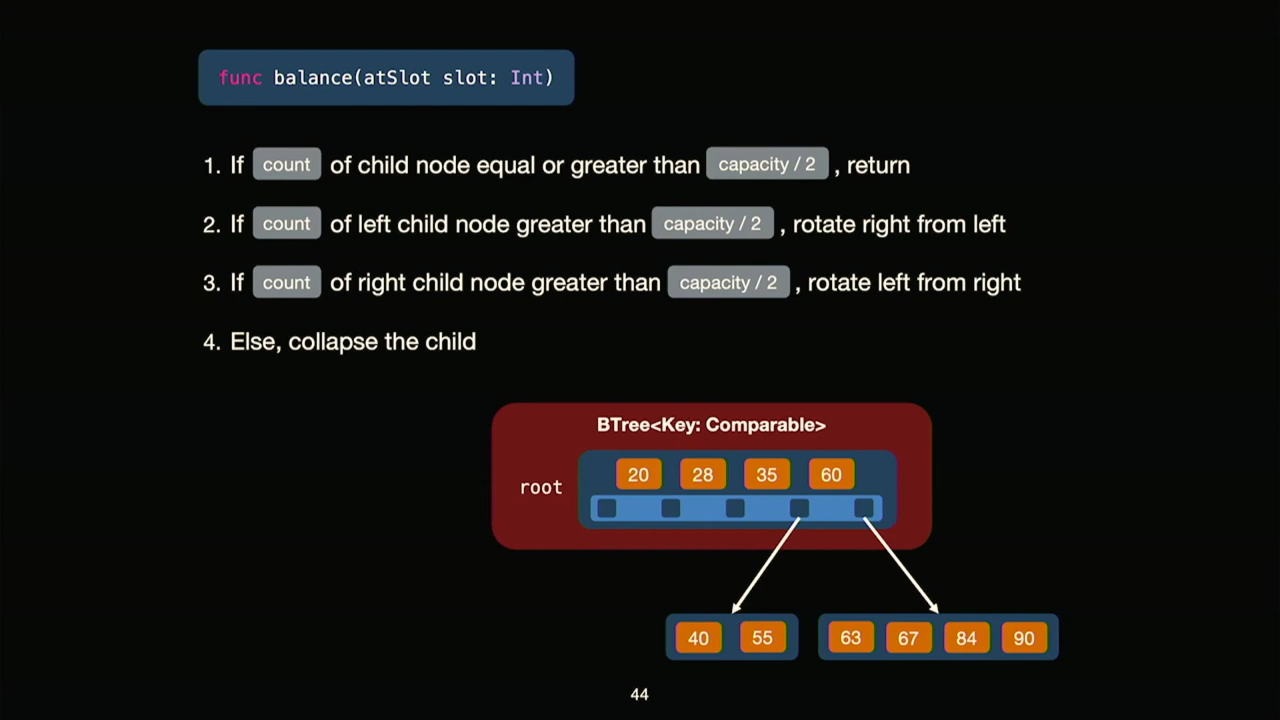 func balance(atSlot slot: Int)
1. If count of child node equal or greater than capacity / 2 , return
2. If count of left child node greater than capacity / 2 , rotate right from left
3. If count of right child node greater than capacity / 2 , rotate left from right
4. Else, collapse the child
BTree<Key: Comparable>
20 28 35 60
root
40 55 63 67 84 90
44